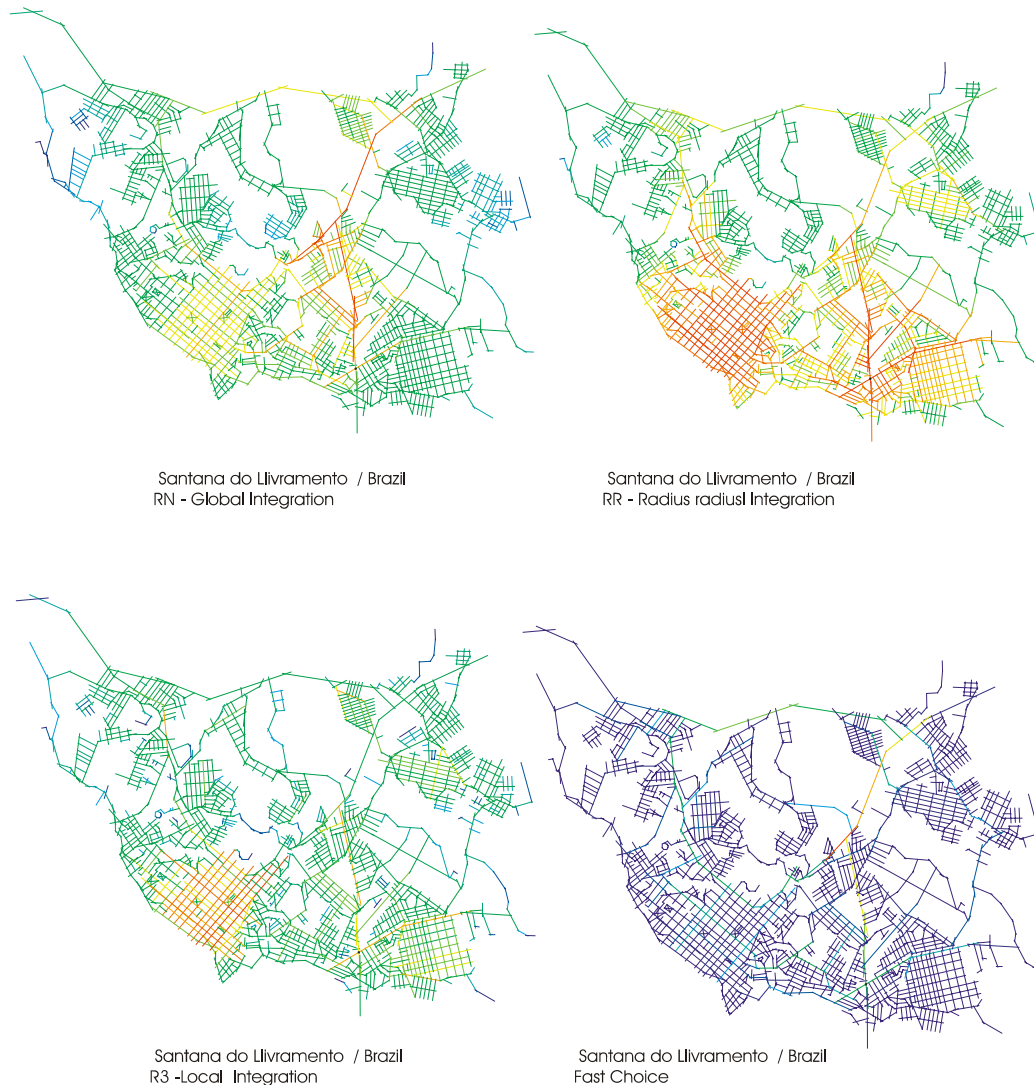 Santana do Llivramento / Brazil
RN - Global Integration
Santana do Llivramento / Brazil
RR - Radius radiusl Integration
Santana do Llivramento / Brazil
R3 -Local Integration
Santana do Llivramento / Brazil
Fast Choice